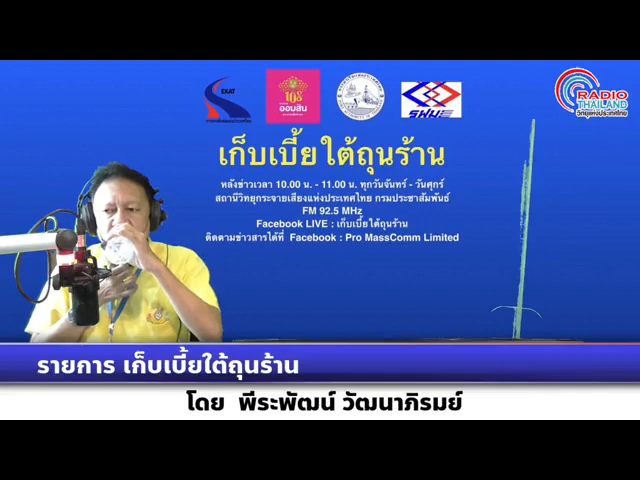 EXAT
ออมสิน
รฟม
RADIO
THAILAND
วิทยุแห่งประเทศไทย
เก็บเบี้ยใต้ถุนร้าน
หลังข่าวเวลา 10.00 น. - 11.00 น. ทุกวันจันทร์ - วันศุกร์
สถานีวิทยุกระจายเสียงแห่งประเทศไทย กรมประชาสัมพันธ์
FM 92.5 MHz
Facebook LIVE : เก็บเบี้ยใต้ถุนร้าน
ติดตามข่าวสารได้ที่ Facebook : Pro MassComm Limited
รายการ เก็บเบี้ยใต้ถุนร้าน
โดย พีระพัฒน์ วัฒนาภิรมย์